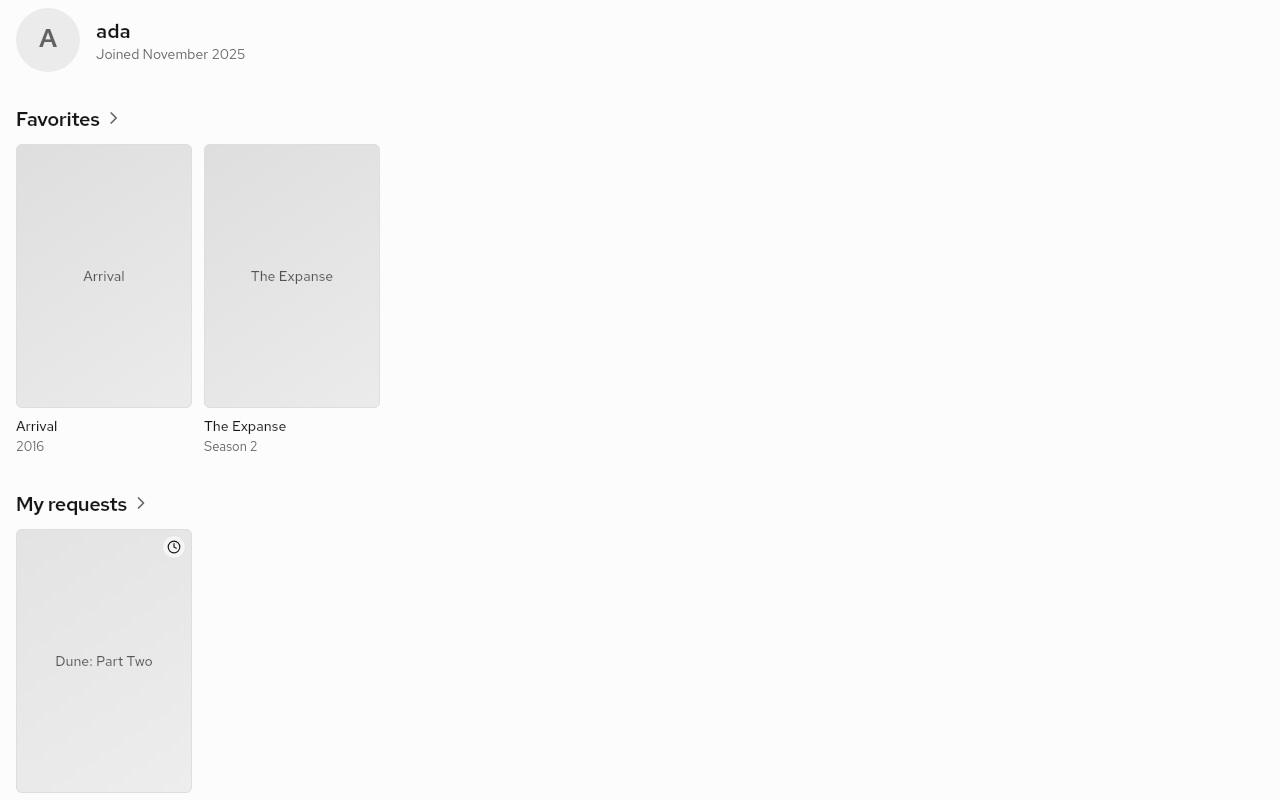 A
ada
Joined November 2025
Favorites
Arrival
The Expanse
Arrival
2016
The Expanse
Season 2
My requests
Dune: Part Two